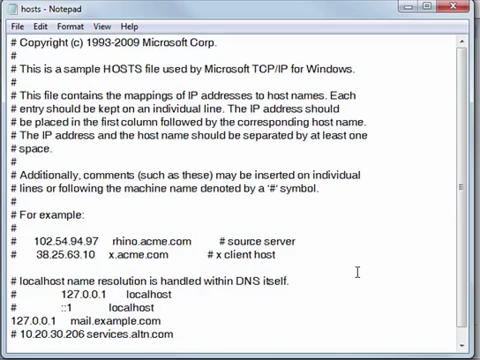 hosts - Notepad
File Edit Format View Help
# Copyright (c) 1993-2009 Microsoft Corp.
#
# This is a sample HOSTS file used by Microsoft TCP/IP for Windows.
#
# This file contains the mappings of IP addresses to host names. Each
# entry should be kept on an individual line. The IP address should
# be placed in the first column followed by the corresponding host name.
# The IP address and the host name should be separated by at least one
# space.
#
# Additionally, comments (such as these) may be inserted on individual
# lines or following the machine name denoted by a '#' symbol.
#
# For example:
#
# 102.54.94.97 rhino.acme.com # source server
# 38.25.63.10 x.acme.com # x client host

# localhost name resolution is handled within DNS itself.
# 127.0.0.1 localhost
# ::1 localhost
127.0.0.1 mail.example.com
# 10.20.30.206 services.altn.com